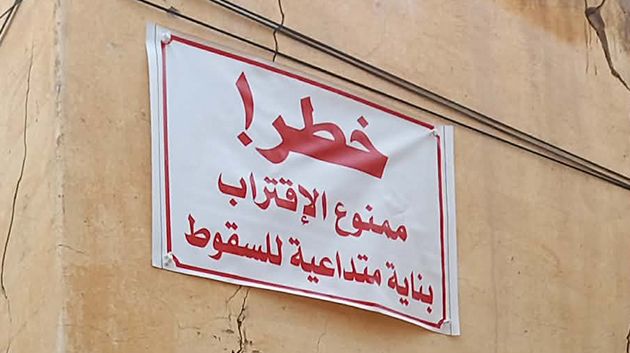 خطر!
ممنوع الإقتراب
بناية متداعية للسقوط